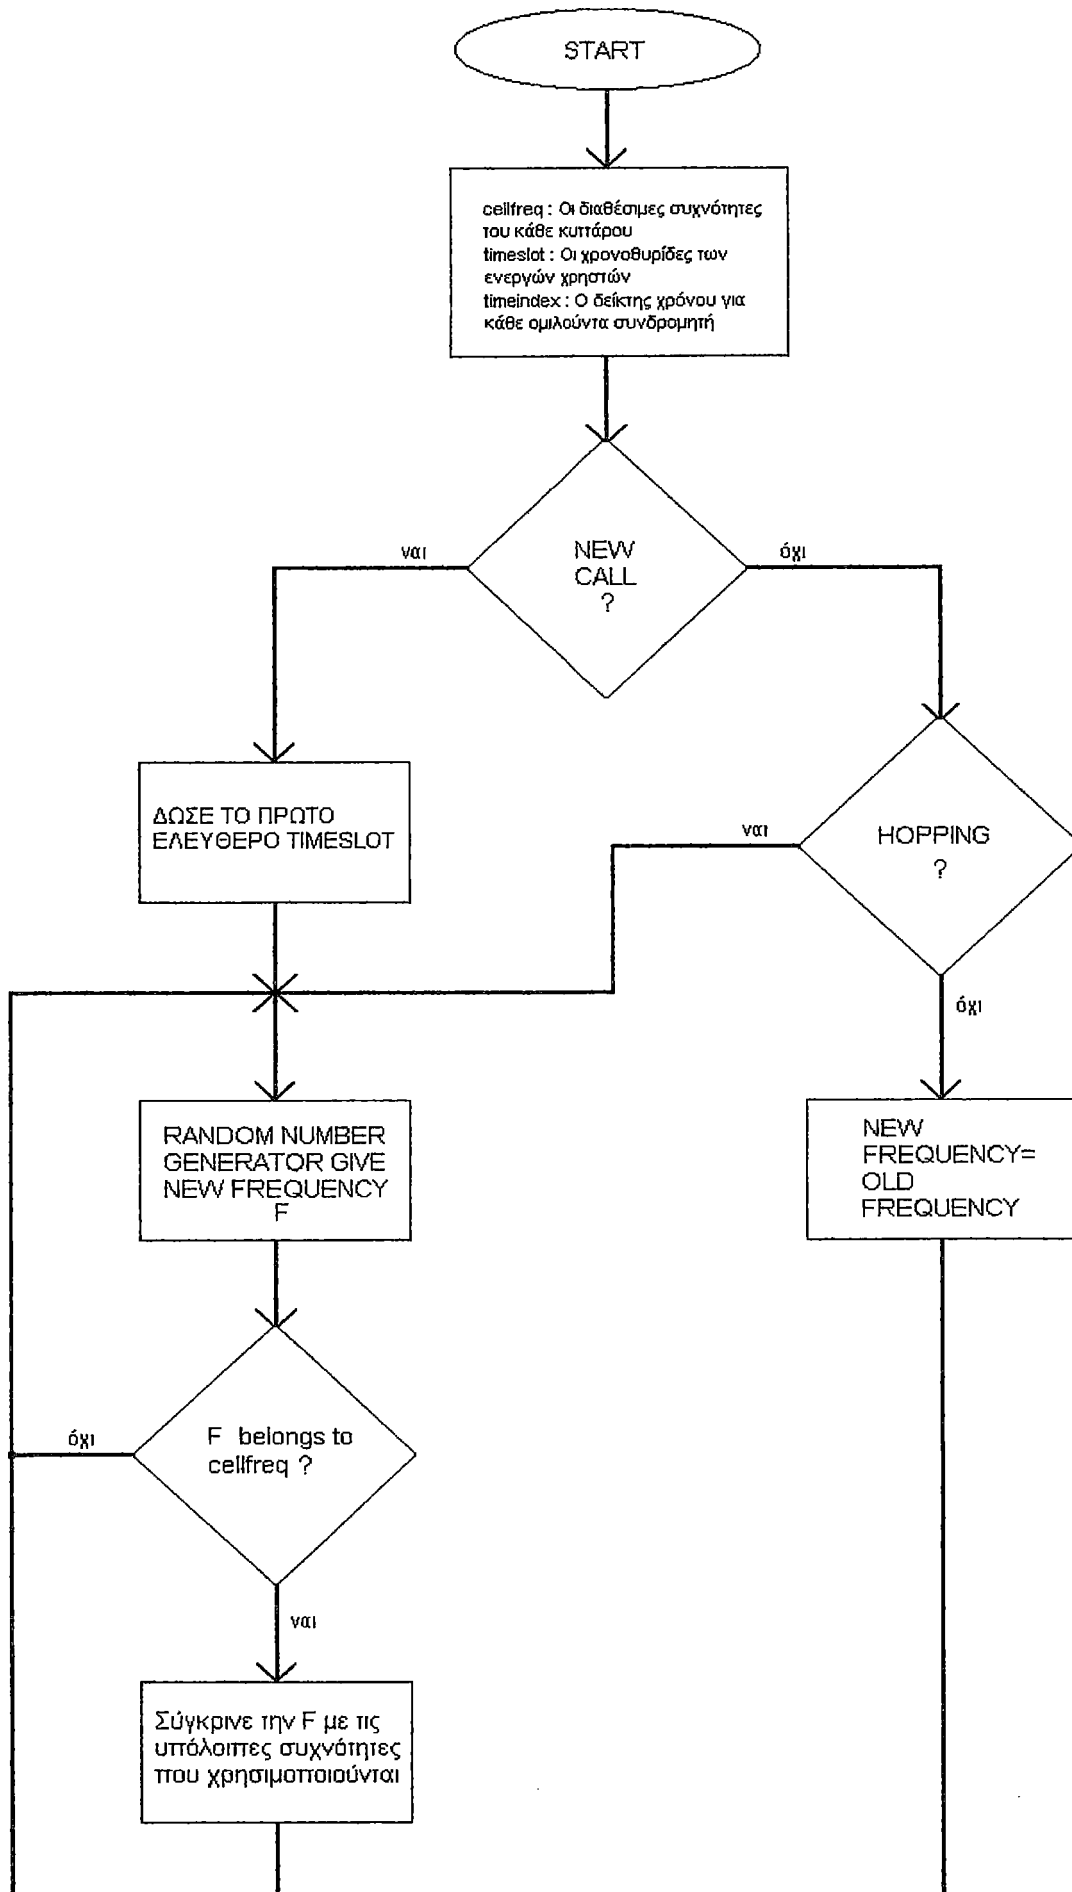 START
cellfreq : Οι διαθέσιμες συχνότητες
του κάθε κυττάρου
timeslot : Οι χρονοθυρίδες των
ενεργών χρηστών
timeindex : Ο δείκτης χρόνου για
κάθε ομιλούντα συνδρομητή
ναι
NEW
CALL
?
όχι
ΔΩΣΕ ΤΟ ΠΡΩΤΟ
ΕΛΕΥΘΕΡΟ TIMESLOT
ναι
HOPPING
?
όχι
RANDOM NUMBER
GENERATOR GIVE
NEW FREQUENCY
F
NEW
FREQUENCY=
OLD
FREQUENCY
όχι
F belongs to
cellfreq ?
ναι
Σύγκρινε την F με τις
υπόλοιπες συχνότητες
που χρησιμοποιούνται